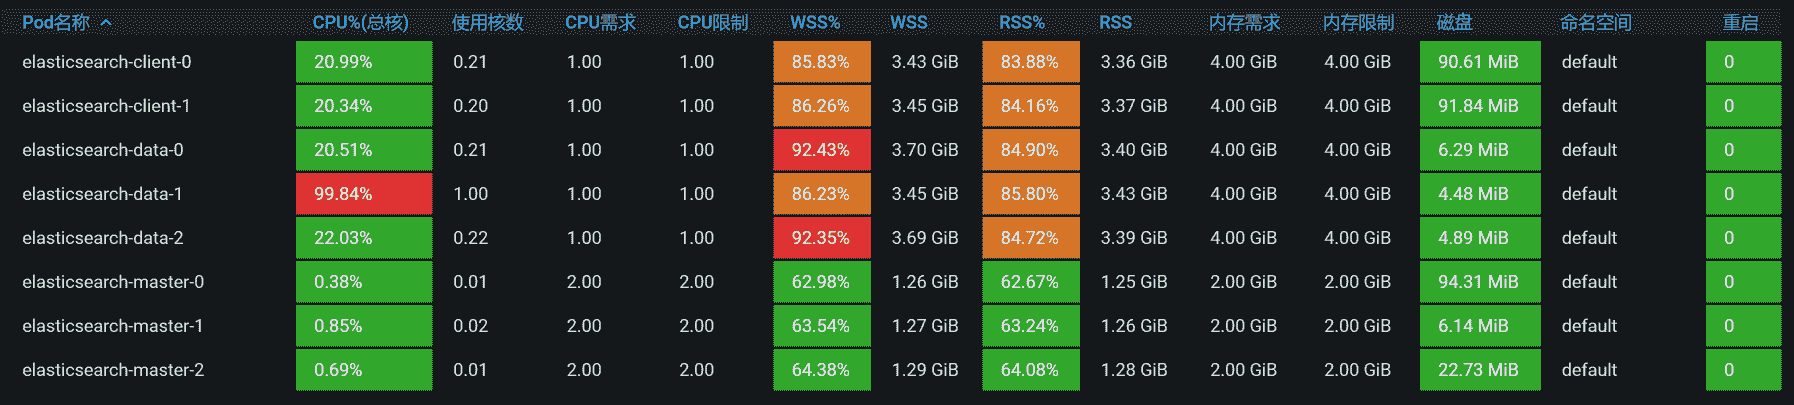 Pod名称 CPU%(总核) 使用核数 CPU需求 CPU限制 WSS% WSS RSS% RSS 内存需求 内存限制 磁盘 命名空间 重启
elasticsearch-client-0 20.99% 0.21 1.00 1.00 85.83% 3.43 GiB 83.88% 3.36 GiB 4.00 GiB 4.00 GiB 90.61 MiB default 0
elasticsearch-client-1 20.34% 0.20 1.00 1.00 86.26% 3.45 GiB 84.16% 3.37 GiB 4.00 GiB 4.00 GiB 91.84 MiB default 0
elasticsearch-data-0 20.51% 0.21 1.00 1.00 92.43% 3.70 GiB 84.90% 3.40 GiB 4.00 GiB 4.00 GiB 6.29 MiB default 0
elasticsearch-data-1 99.84% 1.00 1.00 1.00 86.23% 3.45 GiB 85.80% 3.43 GiB 4.00 GiB 4.00 GiB 4.48 MiB default 0
elasticsearch-data-2 22.03% 0.22 1.00 1.00 92.35% 3.69 GiB 84.72% 3.39 GiB 4.00 GiB 4.00 GiB 4.89 MiB default 0
elasticsearch-master-0 0.38% 0.01 2.00 2.00 62.98% 1.26 GiB 62.67% 1.25 GiB 2.00 GiB 2.00 GiB 94.31 MiB default 0
elasticsearch-master-1 0.85% 0.02 2.00 2.00 63.54% 1.27 GiB 63.24% 1.26 GiB 2.00 GiB 2.00 GiB 6.14 MiB default 0
elasticsearch-master-2 0.69% 0.01 2.00 2.00 64.38% 1.29 GiB 64.08% 1.28 GiB 2.00 GiB 2.00 GiB 22.73 MiB default 0